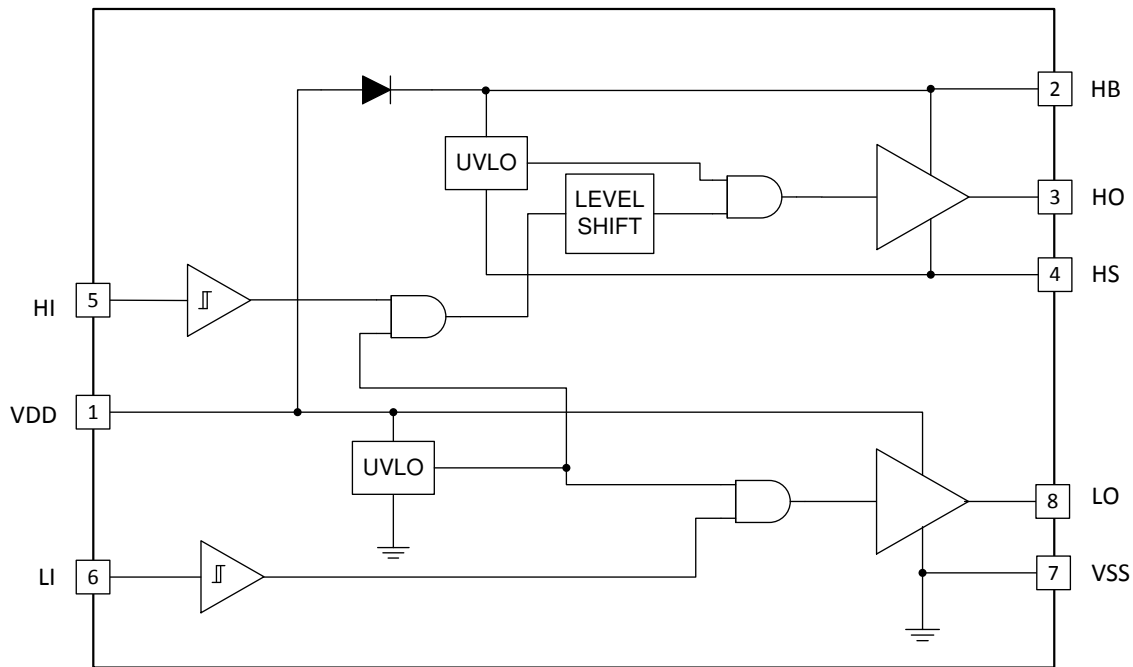 2 HB
UVLO
LEVEL
SHIFT
3 HO
4 HS
HI 5
VDD 1
UVLO
8 LO
LI 6
7 VSS